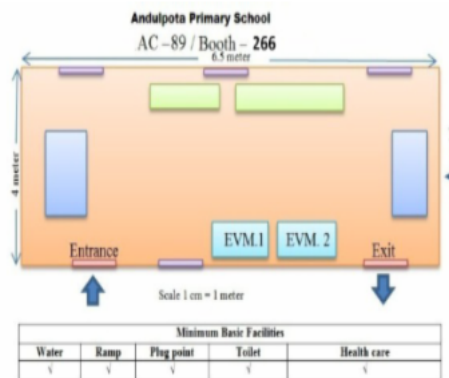 Andulpota Primary School
AC –89 / Booth – 266
6.5 meter
4 meter
EVM.1 EVM. 2
Entrance Exit
Scale 1 cm = 1 meter
Minimum Basic Facilities
Water Ramp Plug point Toilet Health care
√ √ √ √ √